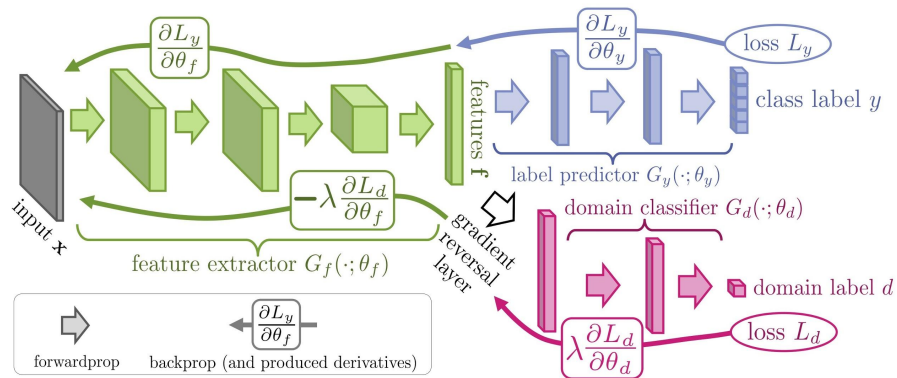 ∂L_y/∂θ_f
∂L_y/∂θ_y
loss L_y
input x
features f
class label y
label predictor G_y(·; θ_y)
−λ ∂L_d/∂θ_f
feature extractor G_f(·; θ_f)
gradient
reversal
layer
domain classifier G_d(·; θ_d)
domain label d
λ ∂L_d/∂θ_d
loss L_d
forwardprop
∂L_y/∂θ_f
backprop (and produced derivatives)